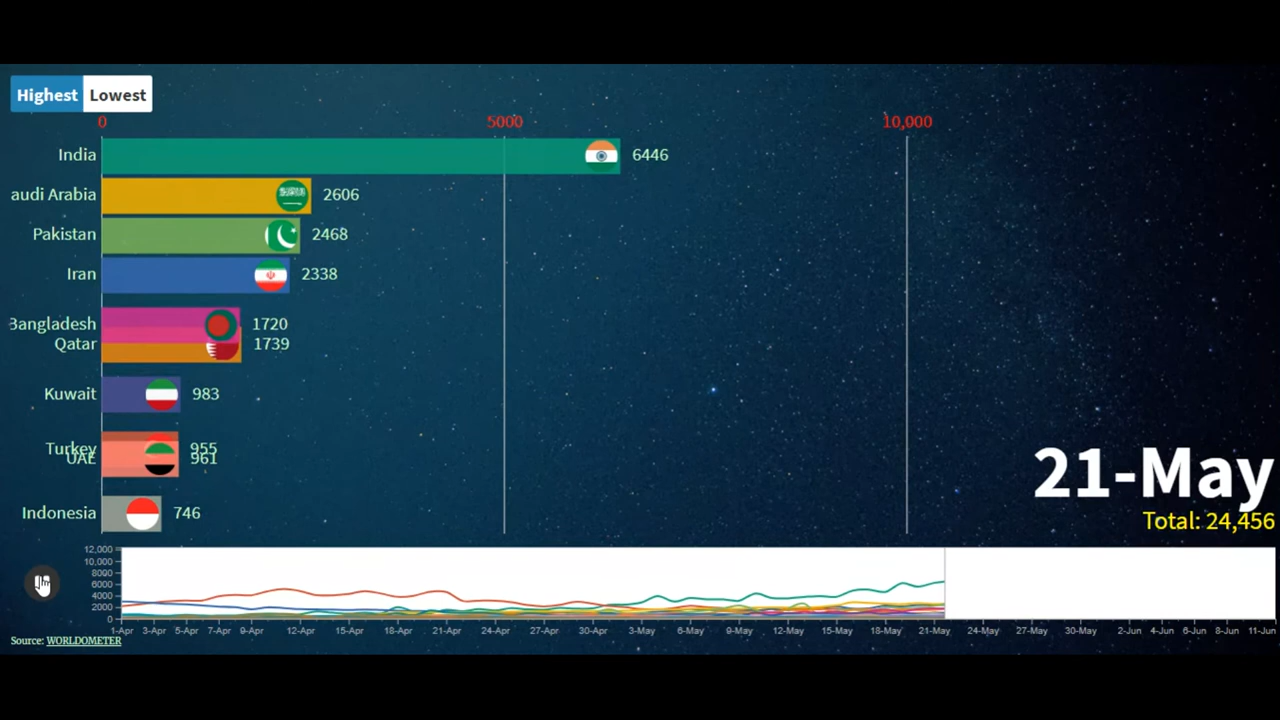 Highest Lowest
0 5000 10,000
India 6446
audi Arabia 2606
Pakistan 2468
Iran 2338
Bangladesh 1720
Qatar 1739
Kuwait 983
Turkey 955
UAE 961
Indonesia 746
21-May
Total: 24,456
12,000
10,000
8000
6000
4000
2000
0
1-Apr 3-Apr 5-Apr 7-Apr 9-Apr 12-Apr 15-Apr 18-Apr 21-Apr 24-Apr 27-Apr 30-Apr 3-May 6-May 9-May 12-May 15-May 18-May 21-May 24-May 27-May 30-May 2-Jun 4-Jun 6-Jun 8-Jun 11-Jun
Source: WORLDOMETER